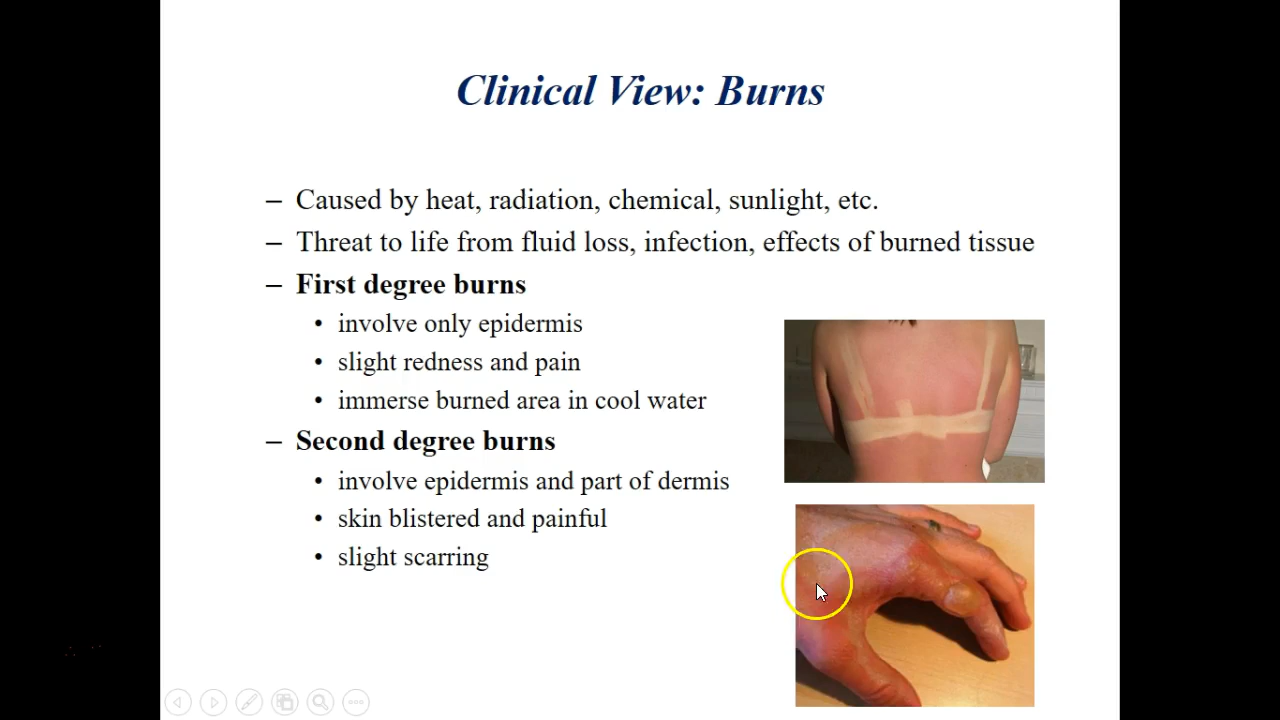 Clinical View: Burns
– Caused by heat, radiation, chemical, sunlight, etc.
– Threat to life from fluid loss, infection, effects of burned tissue
– First degree burns
• involve only epidermis
• slight redness and pain
• immerse burned area in cool water
– Second degree burns
• involve epidermis and part of dermis
• skin blistered and painful
• slight scarring